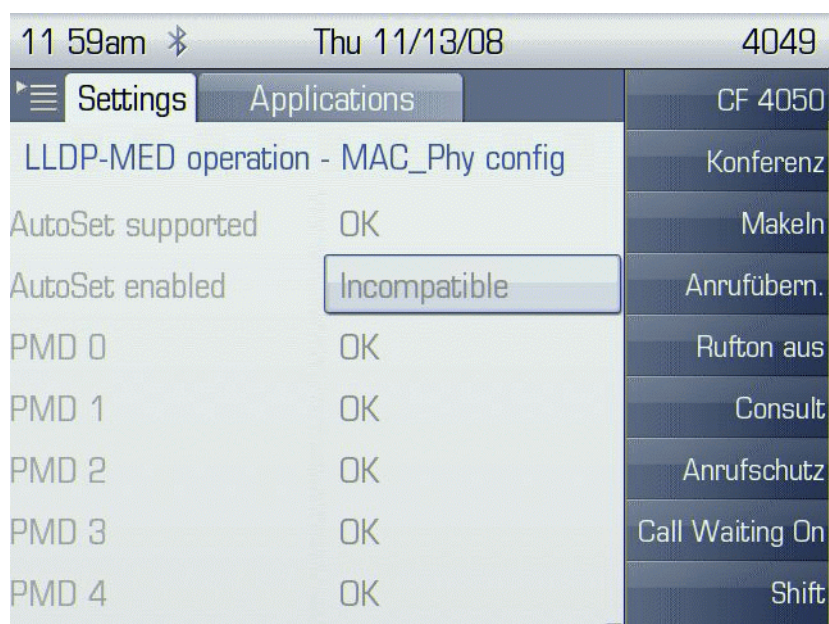 11 59am Thu 11/13/08 4049
Settings Applications
LLDP-MED operation - MAC_Phy config
AutoSet supported OK
AutoSet enabled Incompatible
PMD 0 OK
PMD 1 OK
PMD 2 OK
PMD 3 OK
PMD 4 OK
CF 4050
Konferenz
Makeln
Anrufübern.
Rufton aus
Consult
Anrufschutz
Call Waiting On
Shift